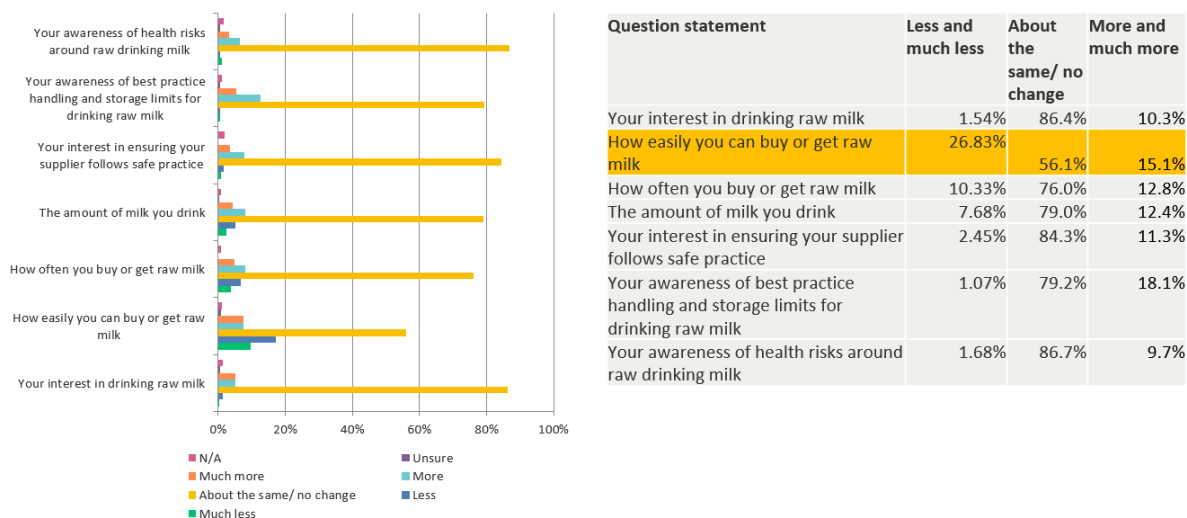 Your awareness of health risks
around raw drinking milk
Your awareness of best practice
handling and storage limits for
drinking raw milk
Your interest in ensuring your
supplier follows safe practice
The amount of milk you drink
How often you buy or get raw milk
How easily you can buy or get raw
milk
Your interest in drinking raw milk
0% 20% 40% 60% 80% 100%
N/A Unsure
Much more More
About the same/ no change Less
Much less
Question statement Less and About More and
much less the much more
same/ no
change
Your interest in drinking raw milk 1.54% 86.4% 10.3%
How easily you can buy or get raw 26.83%
milk 56.1% 15.1%
How often you buy or get raw milk 10.33% 76.0% 12.8%
The amount of milk you drink 7.68% 79.0% 12.4%
Your interest in ensuring your supplier 2.45% 84.3% 11.3%
follows safe practice
Your awareness of best practice 1.07% 79.2% 18.1%
handling and storage limits for
drinking raw milk
Your awareness of health risks around 1.68% 86.7% 9.7%
raw drinking milk